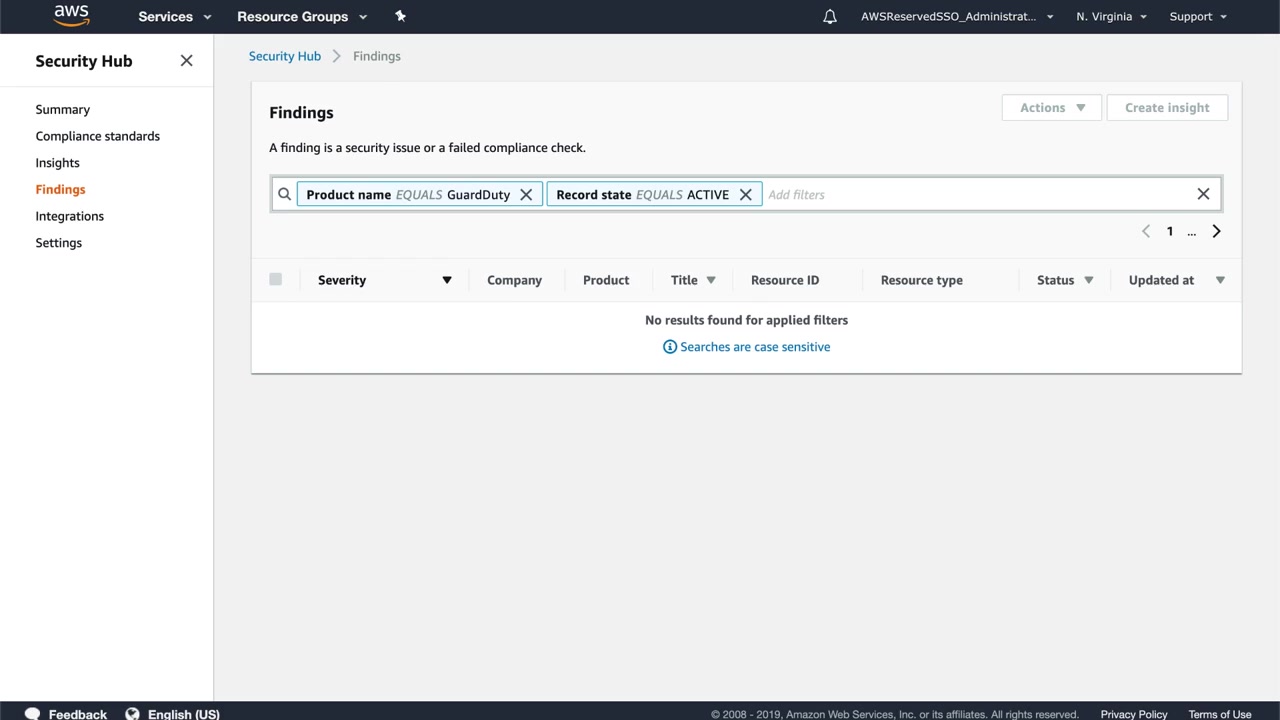 aws Services Resource Groups AWSReservedSSO_Administrat... N. Virginia Support
Security Hub
Summary
Compliance standards
Insights
Findings
Integrations
Settings
Security Hub Findings
Findings
Actions Create insight
A finding is a security issue or a failed compliance check.
Product name EQUALS GuardDuty Record state EQUALS ACTIVE Add filters
1 ...
Severity Company Product Title Resource ID Resource type Status Updated at
No results found for applied filters
Searches are case sensitive
Feedback English (US) © 2008 - 2019, Amazon Web Services, Inc. or its affiliates. All rights reserved. Privacy Policy Terms of Use